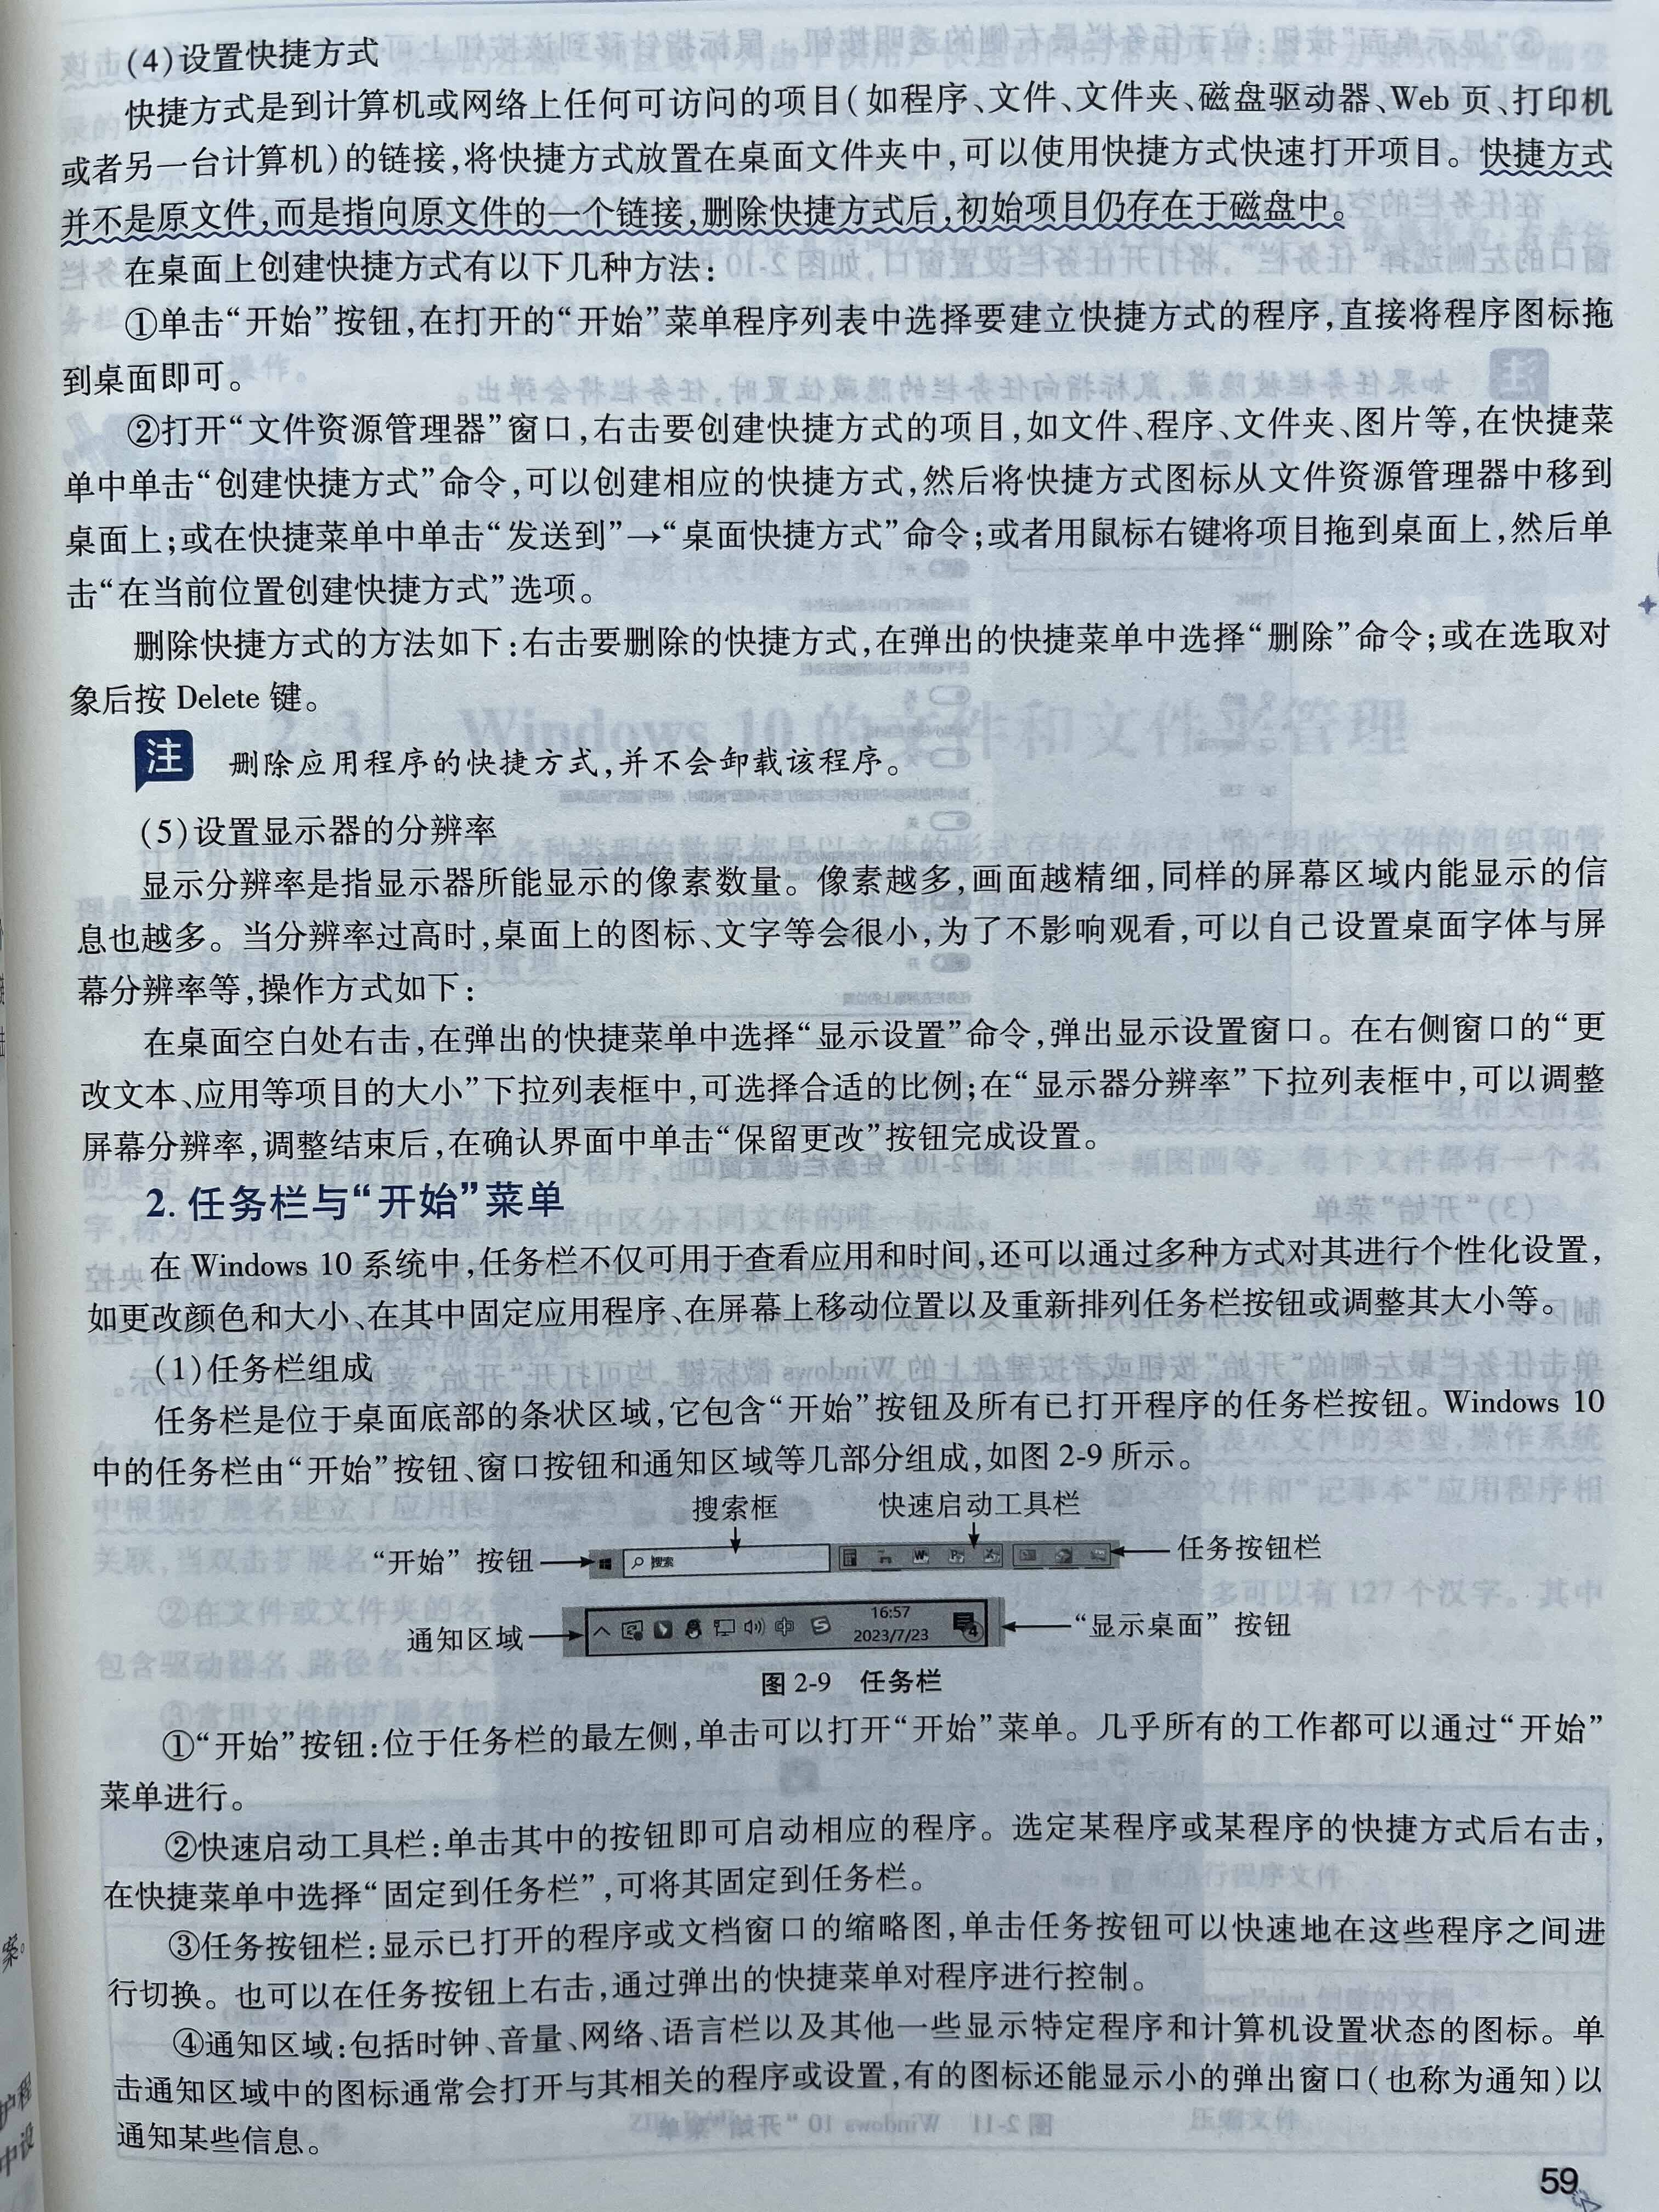 (4)设置快捷方式
快捷方式是到计算机或网络上任何可访问的项目(如程序、文件、文件夹、磁盘驱动器、Web 页、打印机
或者另一台计算机)的链接,将快捷方式放置在桌面文件夹中,可以使用快捷方式快速打开项目。快捷方式
并不是原文件,而是指向原文件的一个链接,删除快捷方式后,初始项目仍存在于磁盘中。
在桌面上创建快捷方式有以下几种方法:
①单击“开始”按钮,在打开的“开始”菜单程序列表中选择要建立快捷方式的程序,直接将程序图标拖
到桌面即可。
②打开“文件资源管理器”窗口,右击要创建快捷方式的项目,如文件、程序、文件夹、图片等,在快捷菜
单中单击“创建快捷方式”命令,可以创建相应的快捷方式,然后将快捷方式图标从文件资源管理器中移到
桌面上;或在快捷菜单中单击“发送到”→“桌面快捷方式”命令;或者用鼠标右键将项目拖到桌面上,然后单
击“在当前位置创建快捷方式”选项。
删除快捷方式的方法如下:右击要删除的快捷方式,在弹出的快捷菜单中选择“删除”命令;或在选取对
象后按 Delete 键。
注 删除应用程序的快捷方式,并不会卸载该程序。
(5)设置显示器的分辨率
显示分辨率是指显示器所能显示的像素数量。像素越多,画面越精细,同样的屏幕区域内能显示的信
息也越多。当分辨率过高时,桌面上的图标、文字等会很小,为了不影响观看,可以自己设置桌面字体与屏
幕分辨率等,操作方式如下:
在桌面空白处右击,在弹出的快捷菜单中选择“显示设置”命令,弹出显示设置窗口。在右侧窗口的“更
改文本、应用等项目的大小”下拉列表框中,可选择合适的比例;在“显示器分辨率”下拉列表框中,可以调整
屏幕分辨率,调整结束后,在确认界面中单击“保留更改”按钮完成设置。
2. 任务栏与“开始”菜单
在 Windows 10 系统中,任务栏不仅可用于查看应用和时间,还可以通过多种方式对其进行个性化设置,
如更改颜色和大小、在其中固定应用程序、在屏幕上移动位置以及重新排列任务栏按钮或调整其大小等。
(1)任务栏组成
任务栏是位于桌面底部的条状区域,它包含“开始”按钮及所有已打开程序的任务栏按钮。Windows 10
中的任务栏由“开始”按钮、窗口按钮和通知区域等几部分组成,如图 2-9 所示。
搜索框 快速启动工具栏
“开始”按钮 搜索 任务按钮栏
通知区域 中 16:57 2023/7/23 4 “显示桌面”按钮
图 2-9 任务栏
①“开始”按钮:位于任务栏的最左侧,单击可以打开“开始”菜单。几乎所有的工作都可以通过“开始”
菜单进行。
②快速启动工具栏:单击其中的按钮即可启动相应的程序。选定某程序或某程序的快捷方式后右击,
在快捷菜单中选择“固定到任务栏”,可将其固定到任务栏。
③任务按钮栏:显示已打开的程序或文档窗口的缩略图,单击任务按钮可以快速地在这些程序之间进
行切换。也可以在任务按钮上右击,通过弹出的快捷菜单对程序进行控制。
④通知区域:包括时钟、音量、网络、语言栏以及其他一些显示特定程序和计算机设置状态的图标。单
击通知区域中的图标通常会打开与其相关的程序或设置,有的图标还能显示小的弹出窗口(也称为通知)以
通知某些信息。
59